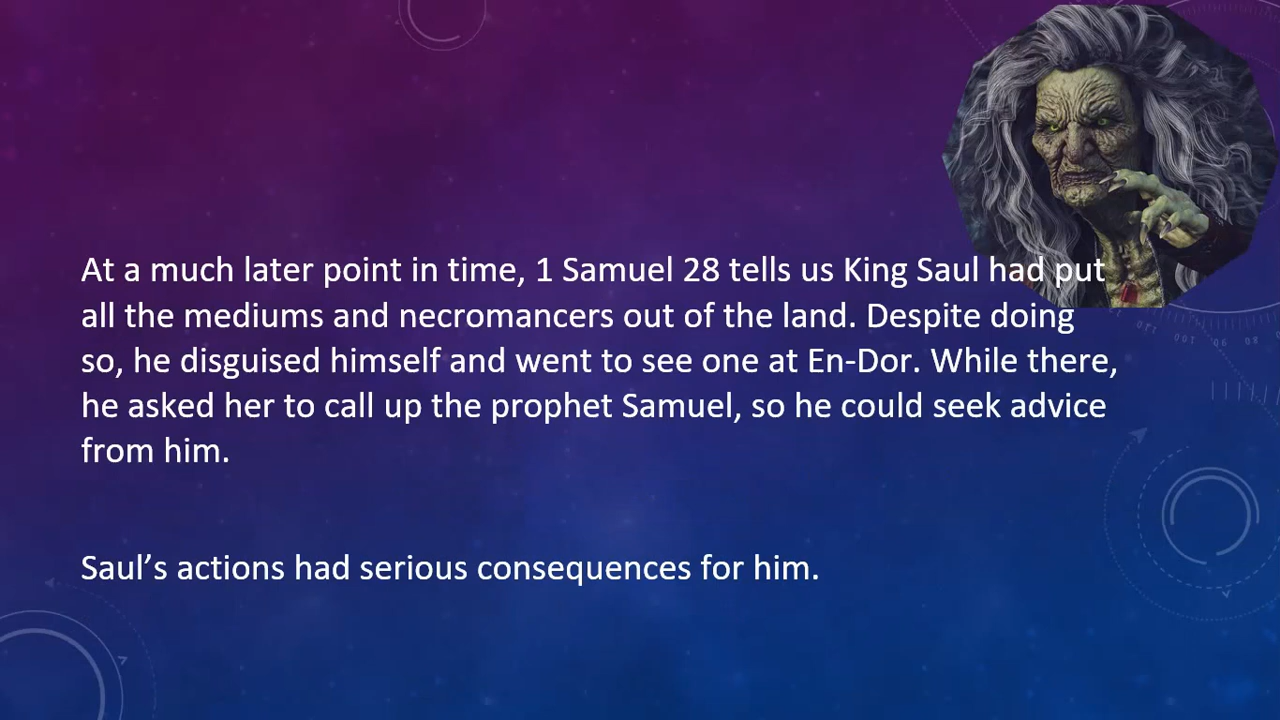 At a much later point in time, 1 Samuel 28 tells us King Saul had put
all the mediums and necromancers out of the land. Despite doing
so, he disguised himself and went to see one at En-Dor. While there,
he asked her to call up the prophet Samuel, so he could seek advice
from him.
Saul’s actions had serious consequences for him.